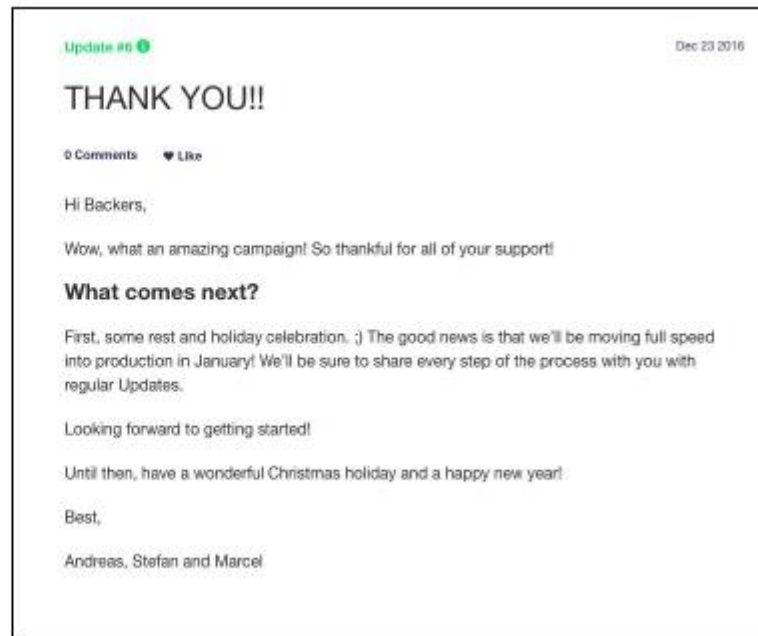 Update #6
Dec 23 2016
THANK YOU!!
0 Comments Like
Hi Backers,
Wow, what an amazing campaign! So thankful for all of your support!
What comes next?
First, some rest and holiday celebration. ;) The good news is that we'll be moving full speed
into production in January! We'll be sure to share every step of the process with you with
regular Updates.
Looking forward to getting started!
Until then, have a wonderful Christmas holiday and a happy new year!
Best,
Andreas, Stefan and Marcel